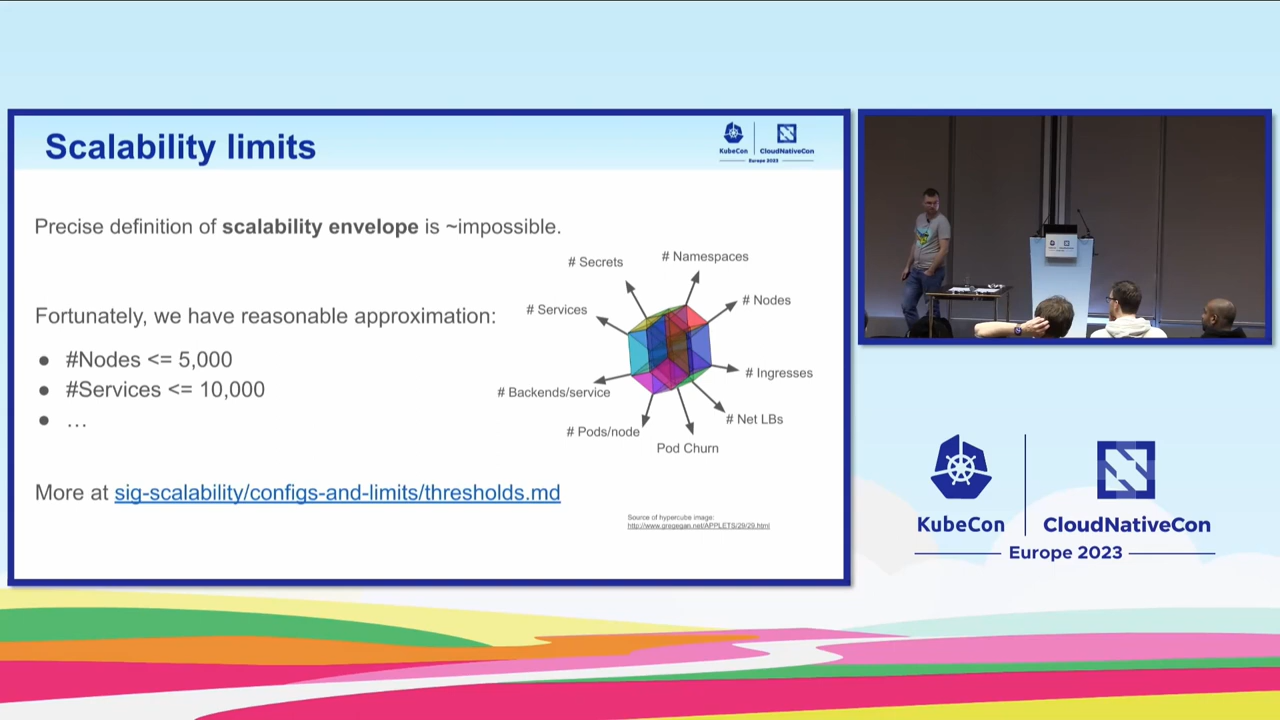 Scalability limits
KubeCon
CloudNativeCon
Europe 2023
Precise definition of scalability envelope is ~impossible.
Fortunately, we have reasonable approximation:
● #Nodes <= 5,000
● #Services <= 10,000
● …
More at sig-scalability/configs-and-limits/thresholds.md
# Secrets
# Namespaces
# Services
# Nodes
# Ingresses
# Backends/service
# Net LBs
# Pods/node
Pod Churn
Source of hypercube image:
http://www.gregegan.net/APPLETS/29/29.html
KubeCon
CloudNativeCon
Europe 2023